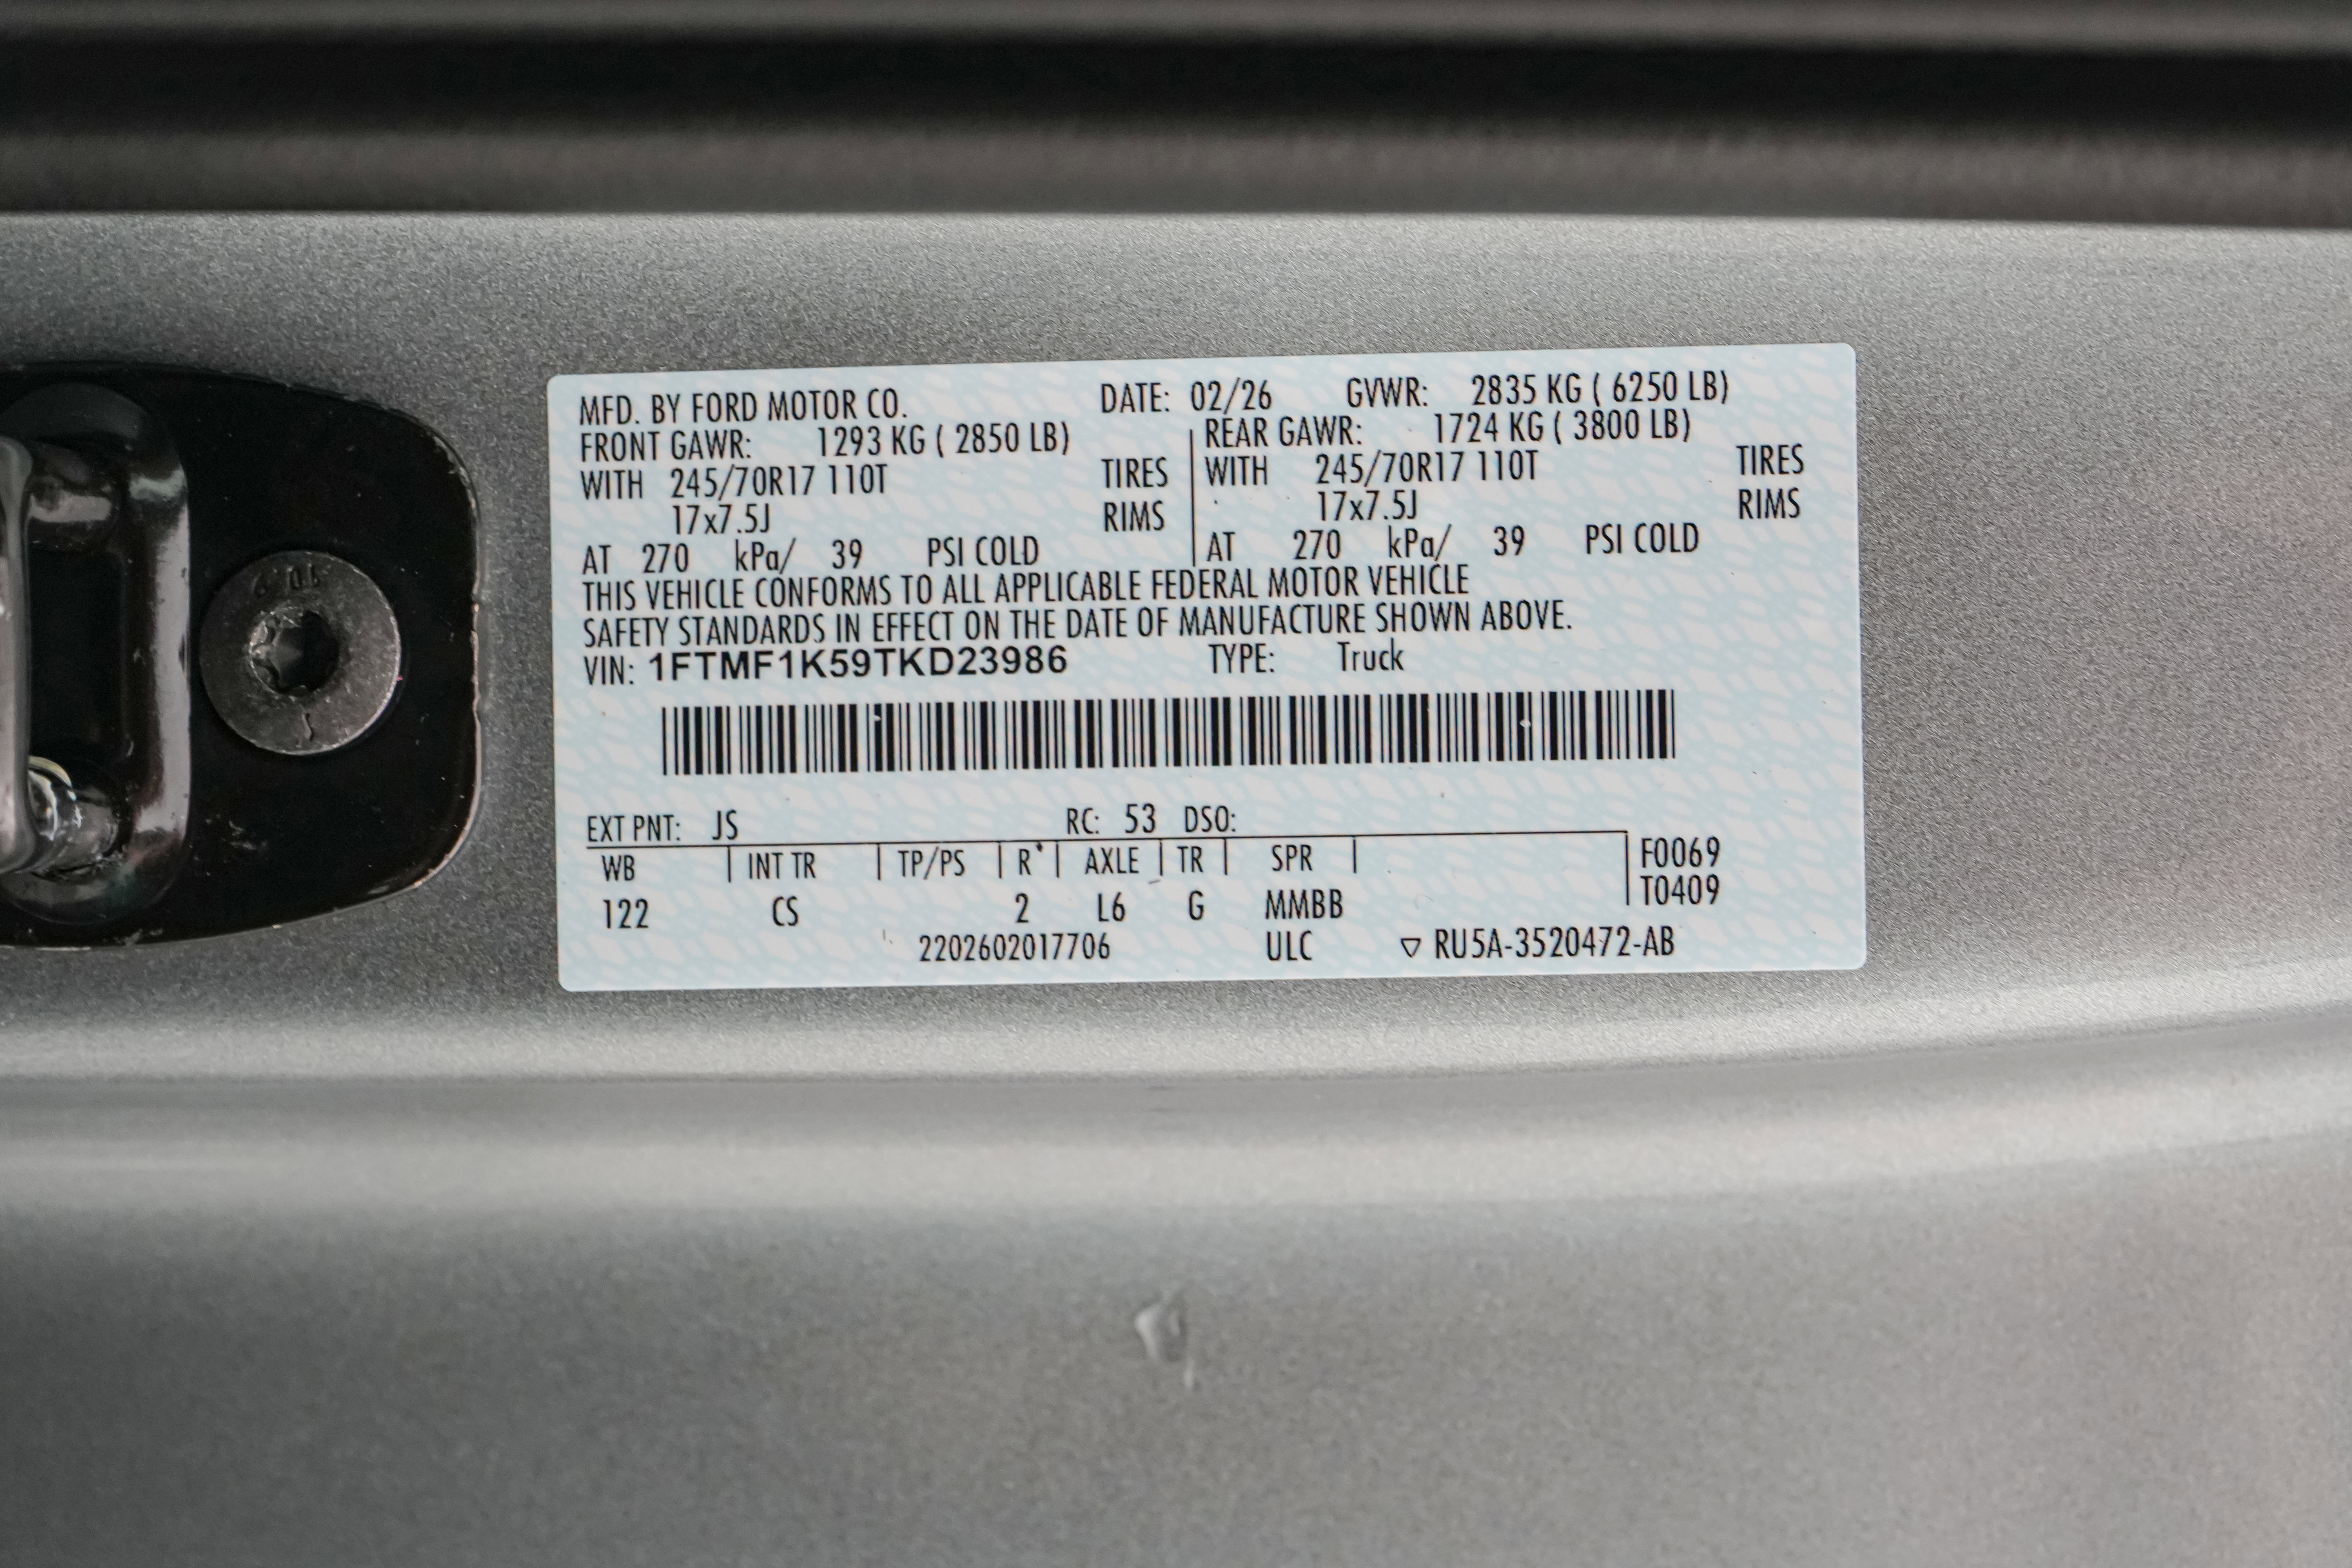 MFD. BY FORD MOTOR CO. DATE: 02/26 GVWR: 2835 KG ( 6250 LB)
FRONT GAWR: 1293 KG ( 2850 LB) REAR GAWR: 1724 KG ( 3800 LB)
WITH 245/70R17 110T TIRES WITH 245/70R17 110T TIRES
17x7.5J RIMS 17x7.5J RIMS
AT 270 kPa/ 39 PSI COLD AT 270 kPa/ 39 PSI COLD
THIS VEHICLE CONFORMS TO ALL APPLICABLE FEDERAL MOTOR VEHICLE
SAFETY STANDARDS IN EFFECT ON THE DATE OF MANUFACTURE SHOWN ABOVE.
VIN: 1FTMF1K59TKD23986 TYPE: Truck
EXT PNT: JS RC: 53 DSO:
WB INT TR TP/PS R* AXLE TR SPR F0069
122 CS 2 L6 G MMBB T0409
2202602017706 ULC ▽ RU5A-3520472-AB
10.9